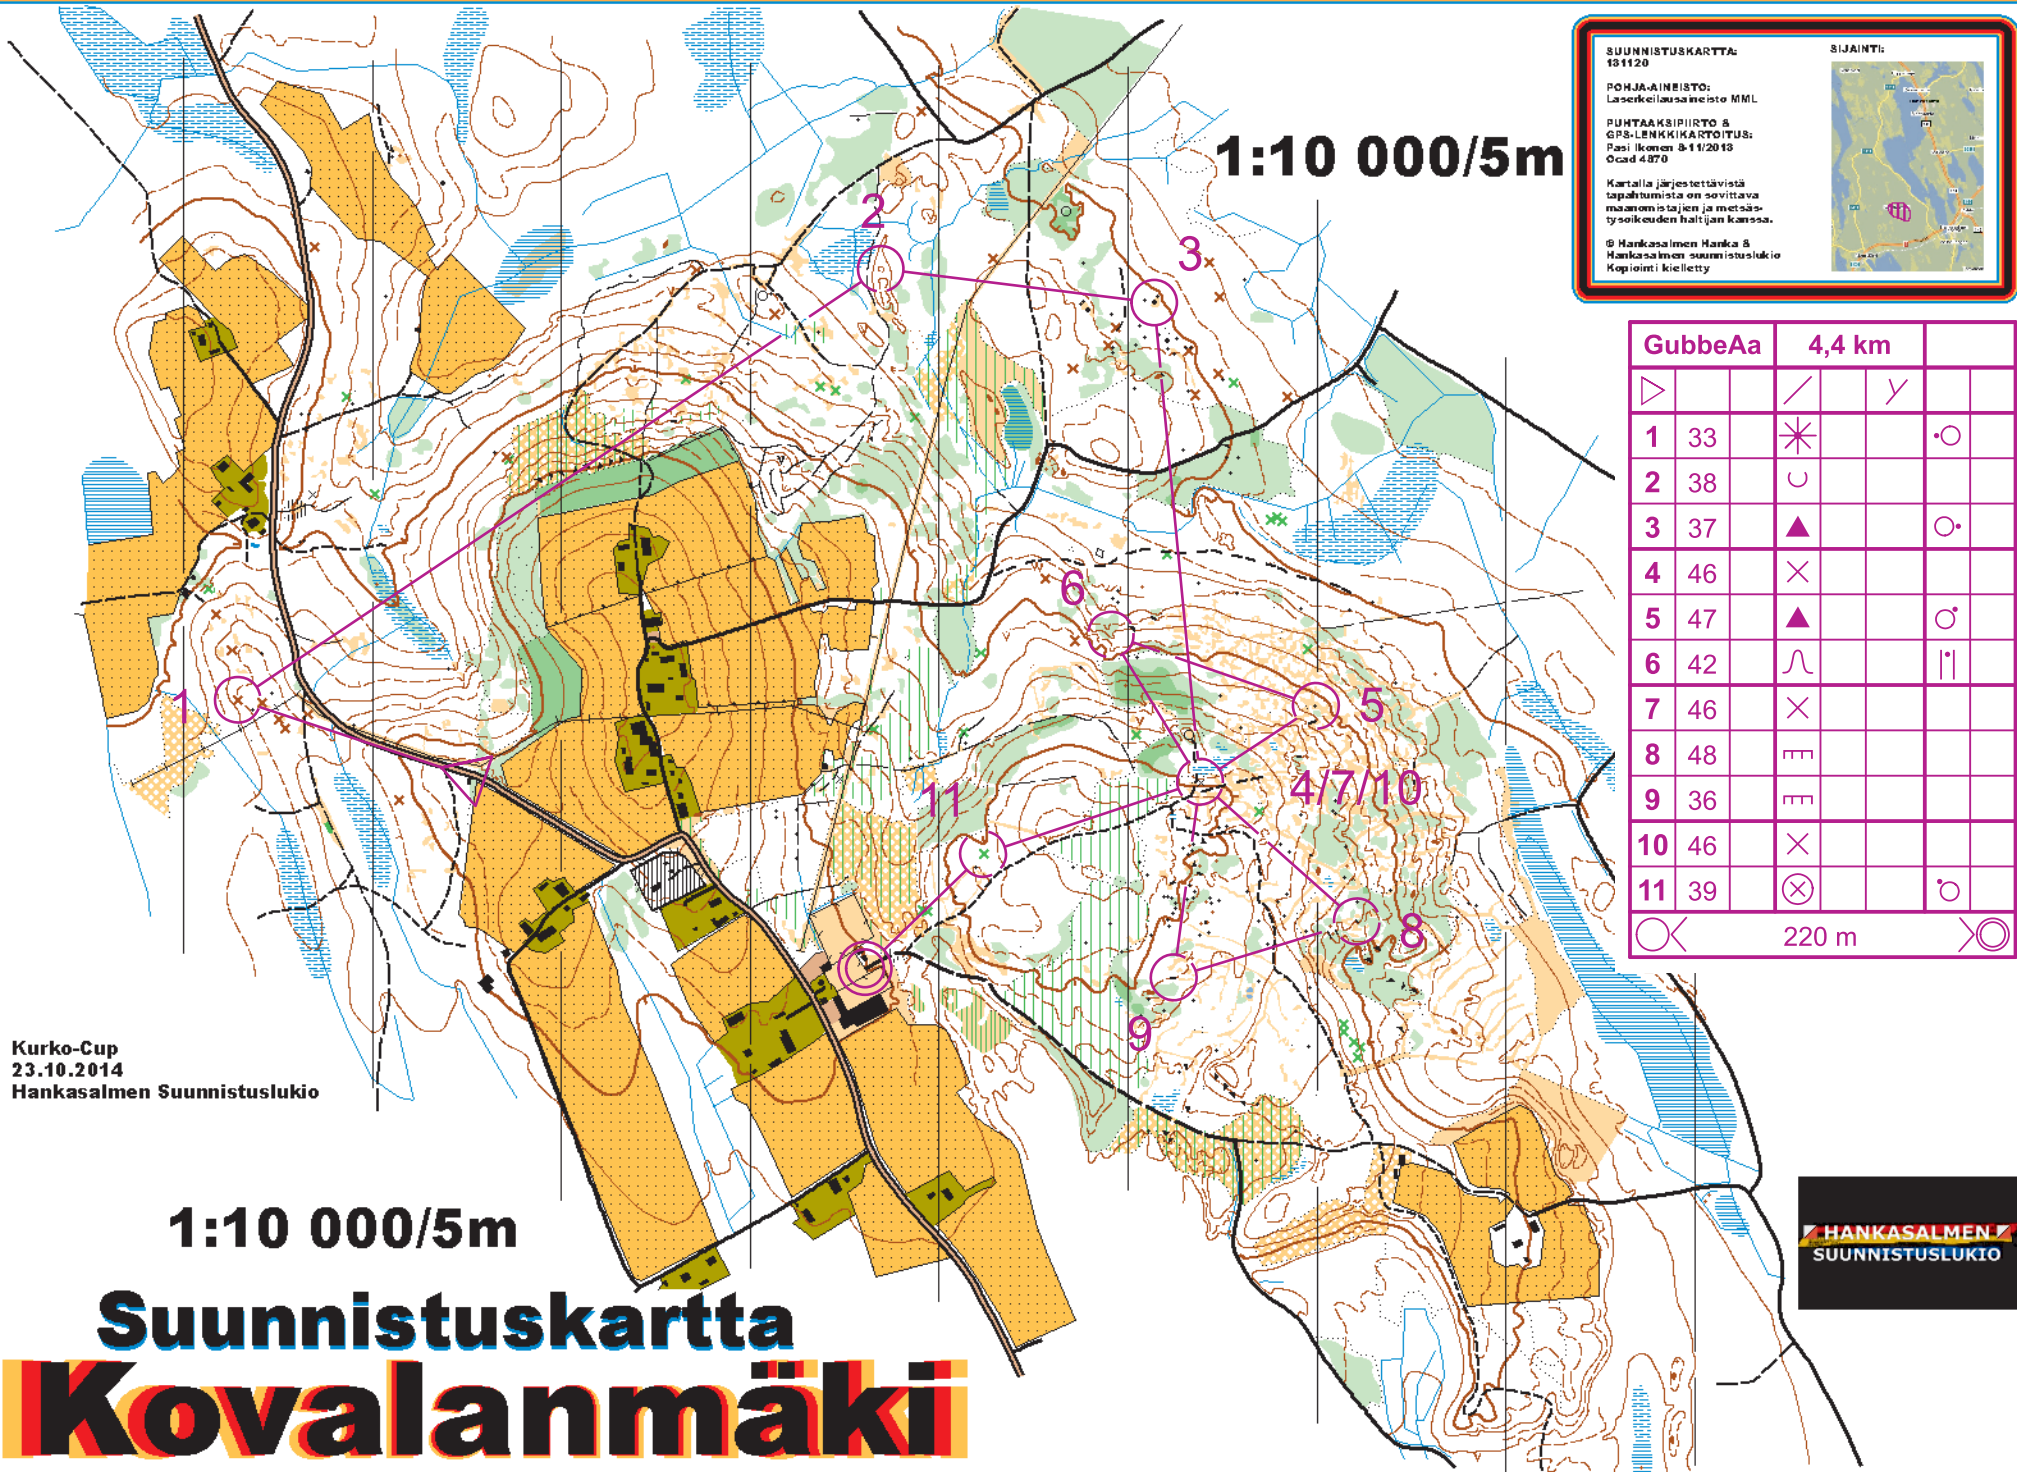 1:10 000/5m
SUUNNISTUSKARTTA:
131120
POHJA-AINEISTO:
Laserkeilausaineisto MML
PUHTAAKSIPIIRTO &
GPS-LENKKIKARTOITUS:
Pasi Ikonen 8-11/2013
Ocad 4870
Kartalla järjestettävistä
tapahtumista on sovittava
maanomistajien ja metsäs-
tysoikeuden haltijan kanssa.
© Hankasalmen Hanka &
Hankasalmen suunnistuslukio
Kopiointi kielletty
SIJAINTI:
GubbeAa 4,4 km
1 33
2 38
3 37
4 46
5 47
6 42
7 46
8 48
9 36
10 46
11 39
220 m
2
3
6
1
5
4/7/10
11
8
9
Kurko-Cup
23.10.2014
Hankasalmen Suunnistuslukio
1:10 000/5m
Suunnistuskartta
Kovalanmäki
HANKASALMEN
SUUNNISTUSLUKIO